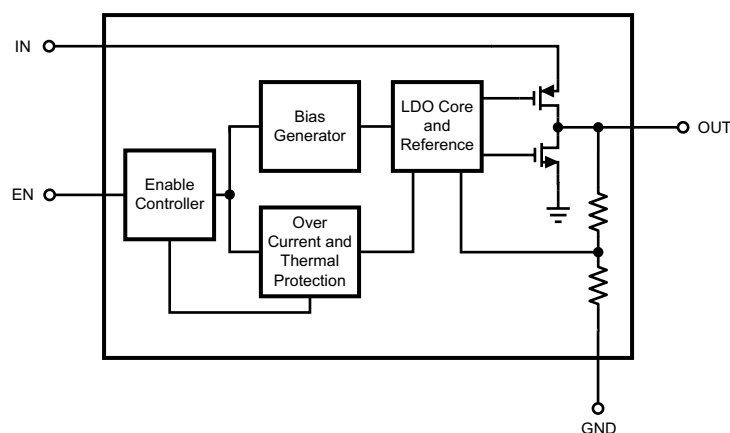 IN
Bias
Generator
LDO Core
and
Reference
OUT
EN
Enable
Controller
Over
Current and
Thermal
Protection
GND